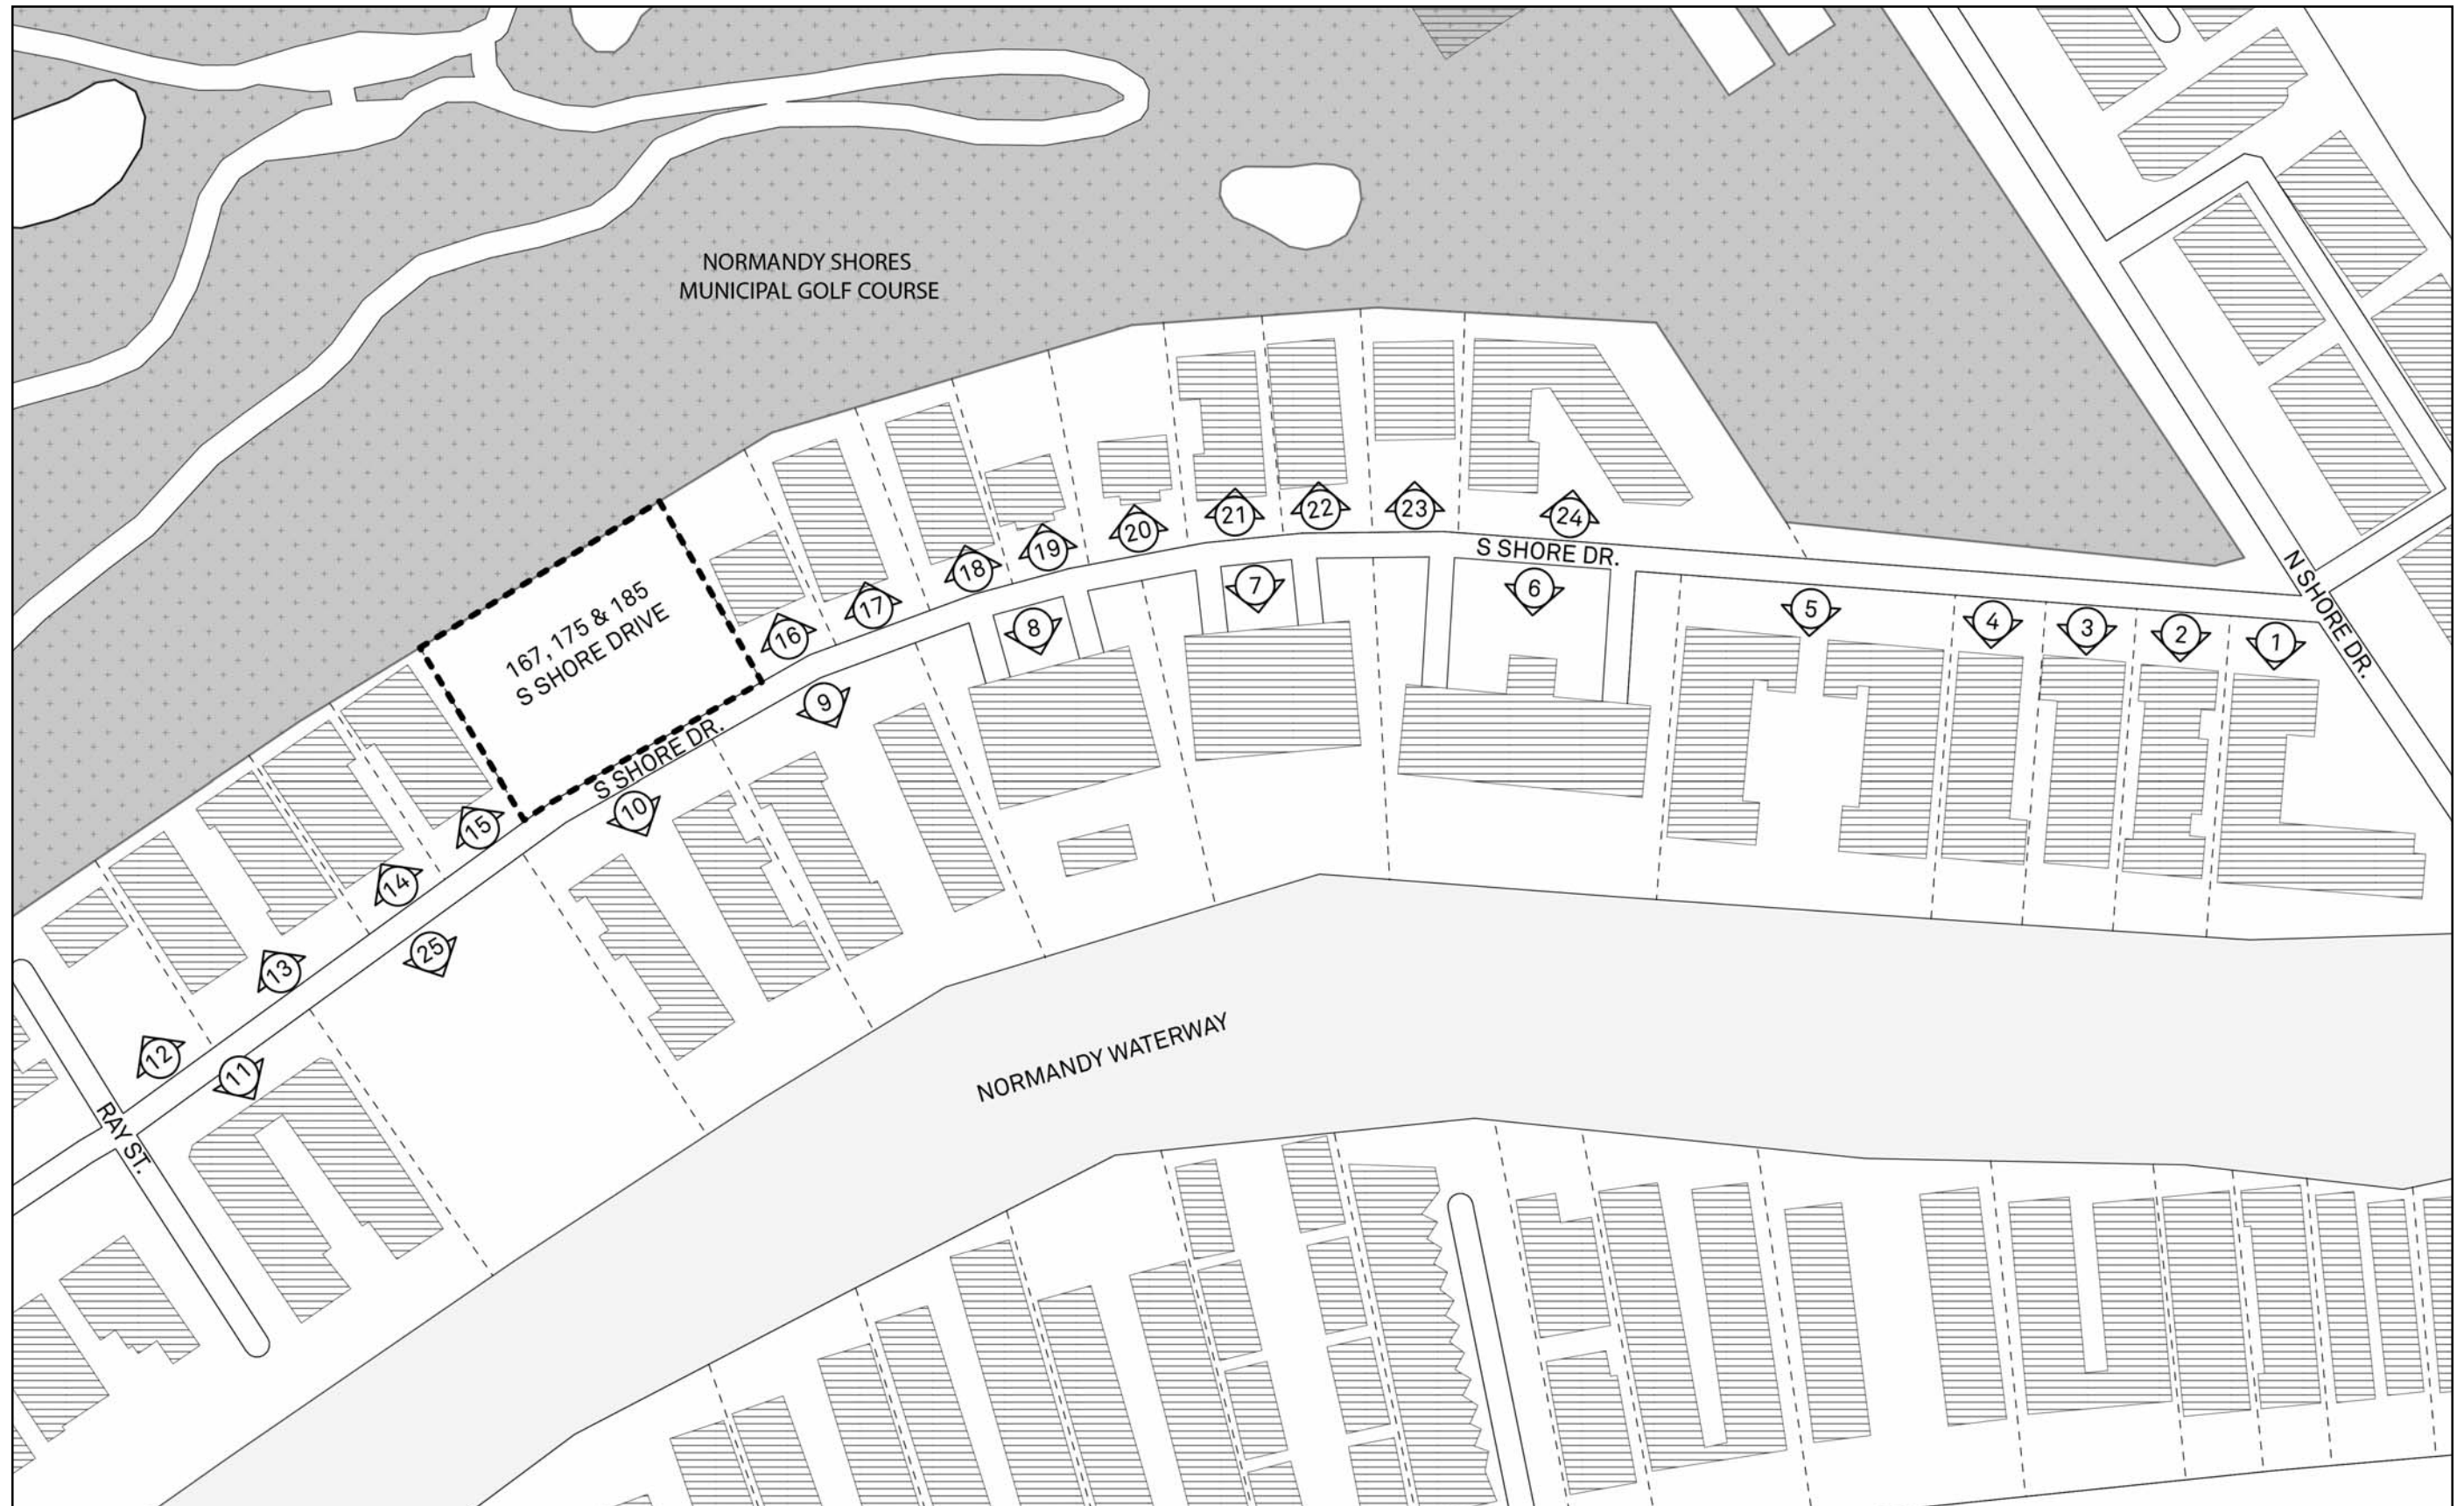 NORMANDY SHORES
MUNICIPAL GOLF COURSE
167, 175 & 185
S SHORE DRIVE
21
22
23
24
20
19
18
17
16
S SHORE DR.
7
6
8
5
4
3
2
1
N SHORE DR.
9
S SHORE DR.
10
15
14
13
25
12
11
RAY ST.
NORMANDY WATERWAY